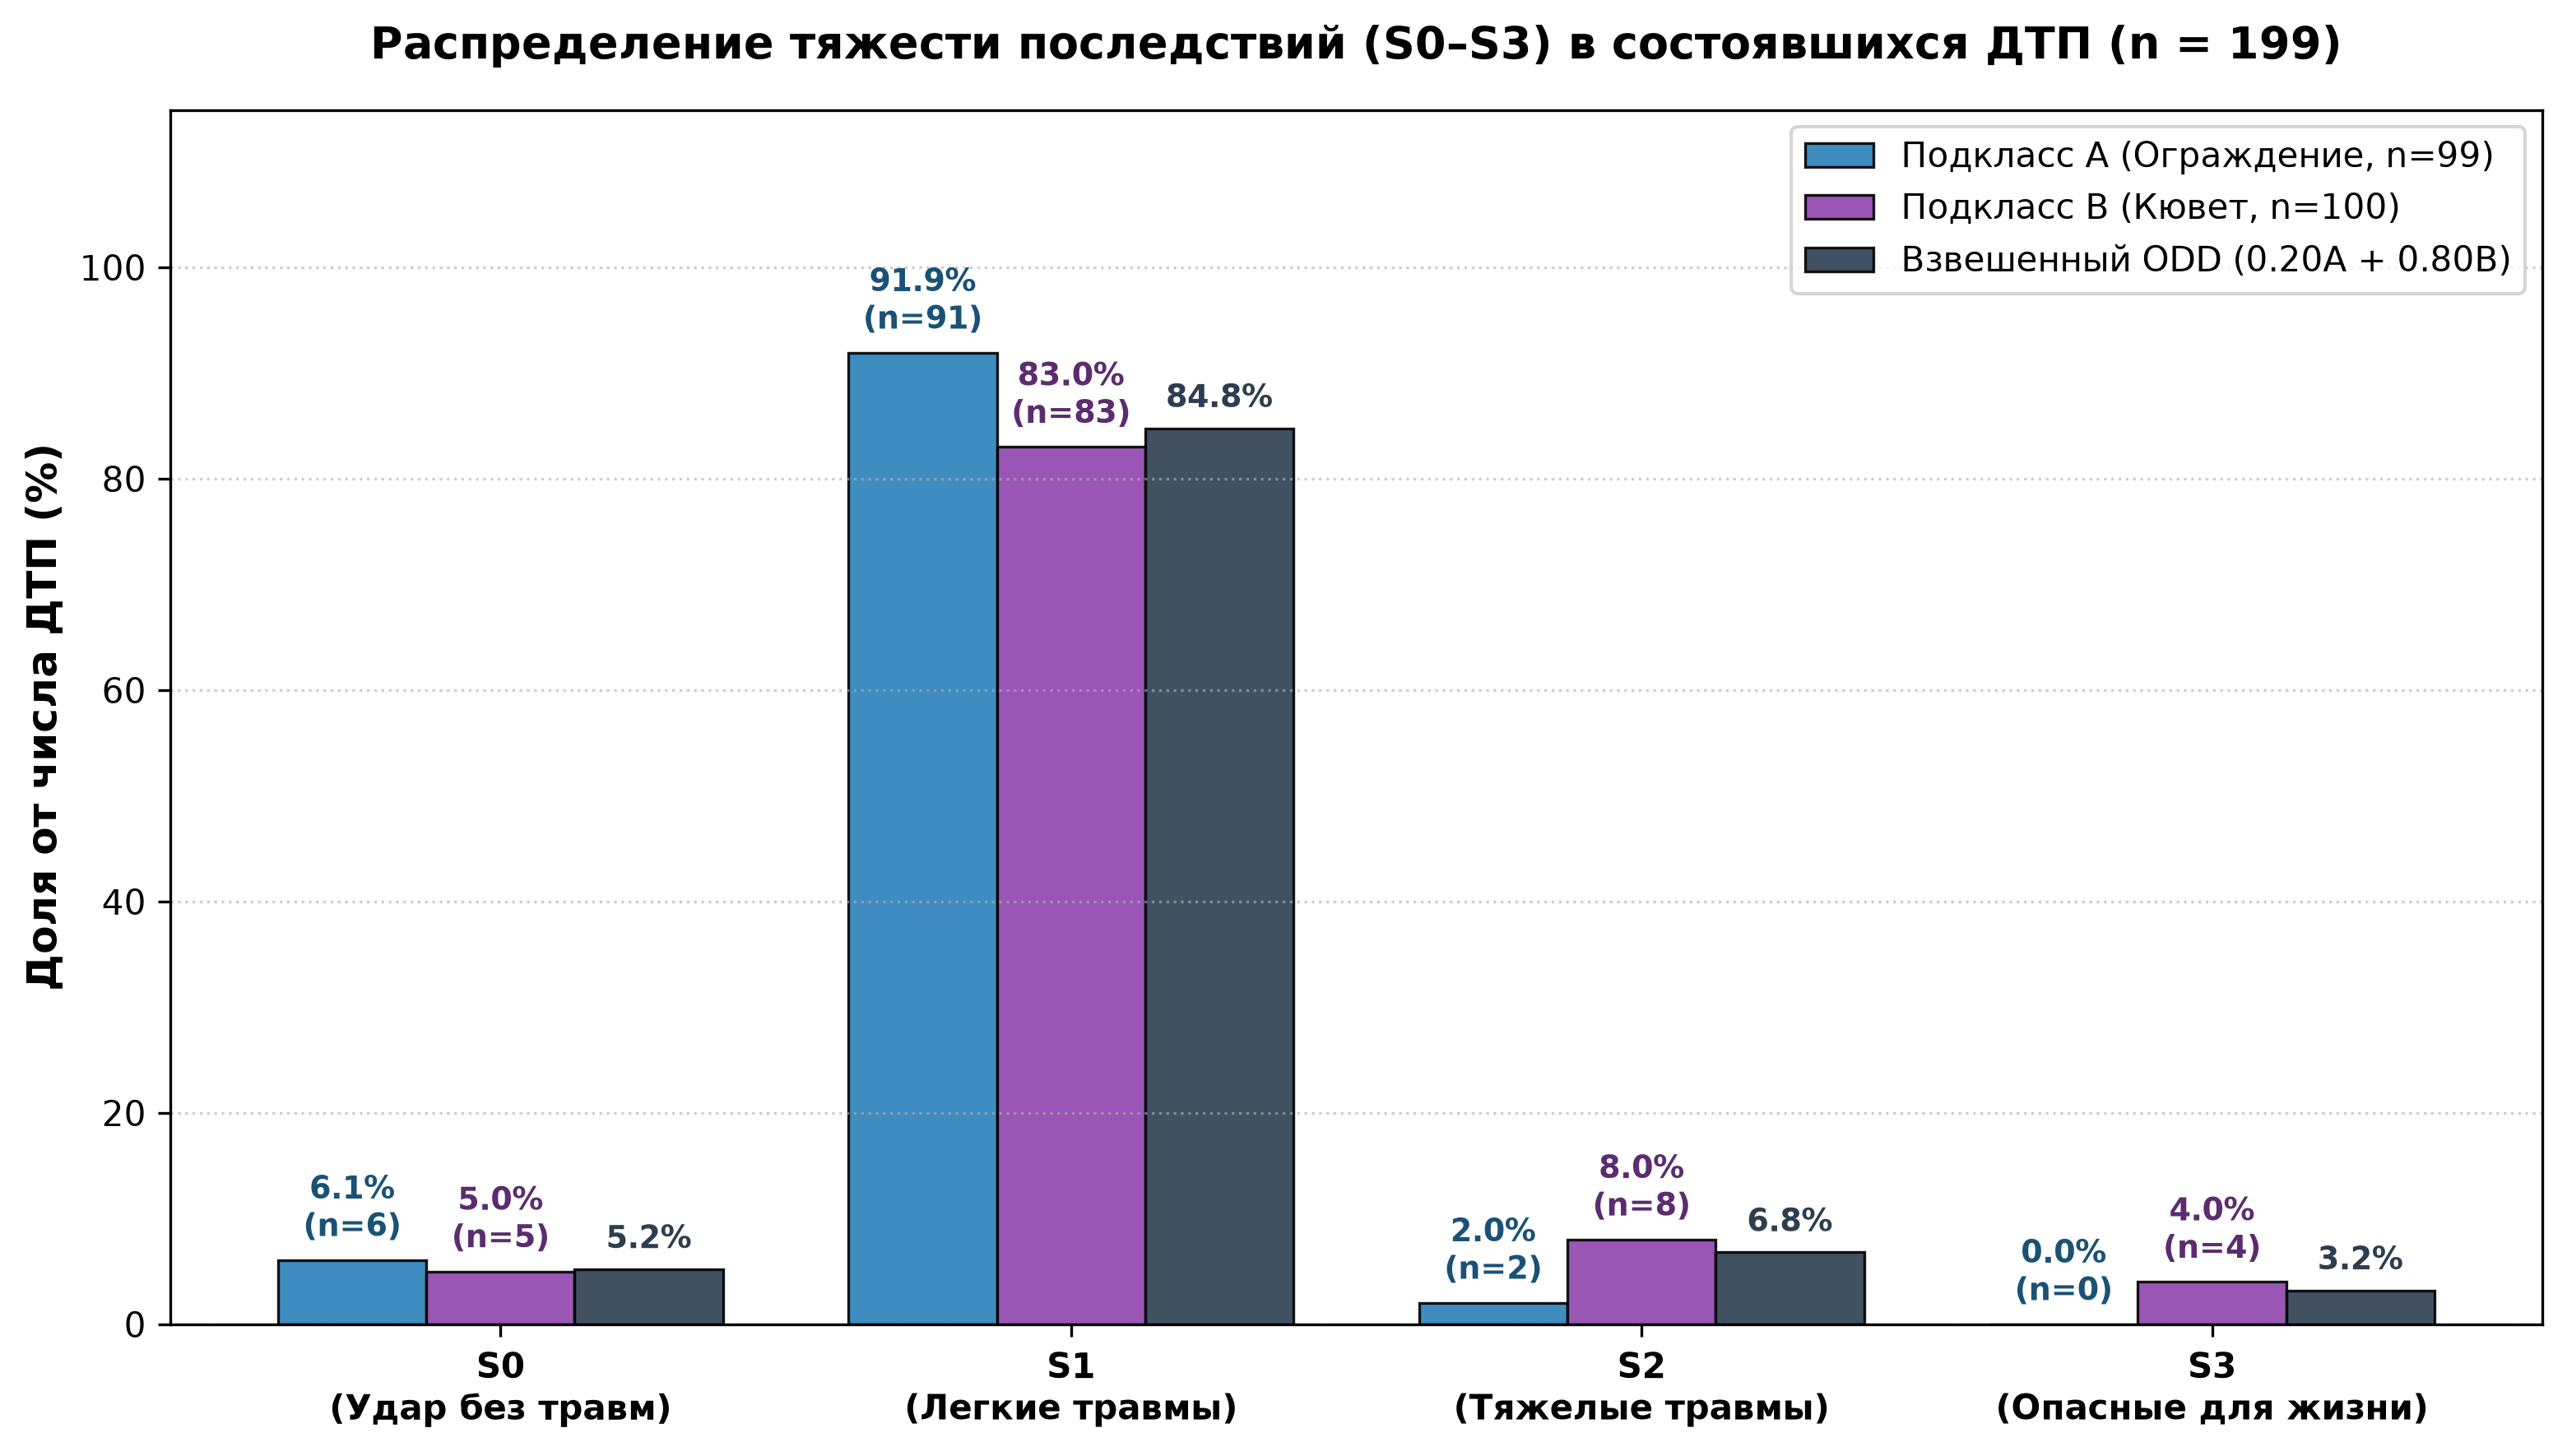 Распределение тяжести последствий (S0–S3) в состоявшихся ДТП (n = 199)
Подкласс A (Ограждение, n=99)
Подкласс B (Кювет, n=100)
Взвешенный ODD (0.20A + 0.80B)
Доля от числа ДТП (%)
100
80
60
40
20
0
6.1%
(n=6)
5.0%
(n=5)
5.2%
91.9%
(n=91)
83.0%
(n=83)
84.8%
2.0%
(n=2)
8.0%
(n=8)
6.8%
0.0%
(n=0)
4.0%
(n=4)
3.2%
S0
(Удар без травм)
S1
(Легкие травмы)
S2
(Тяжелые травмы)
S3
(Опасные для жизни)